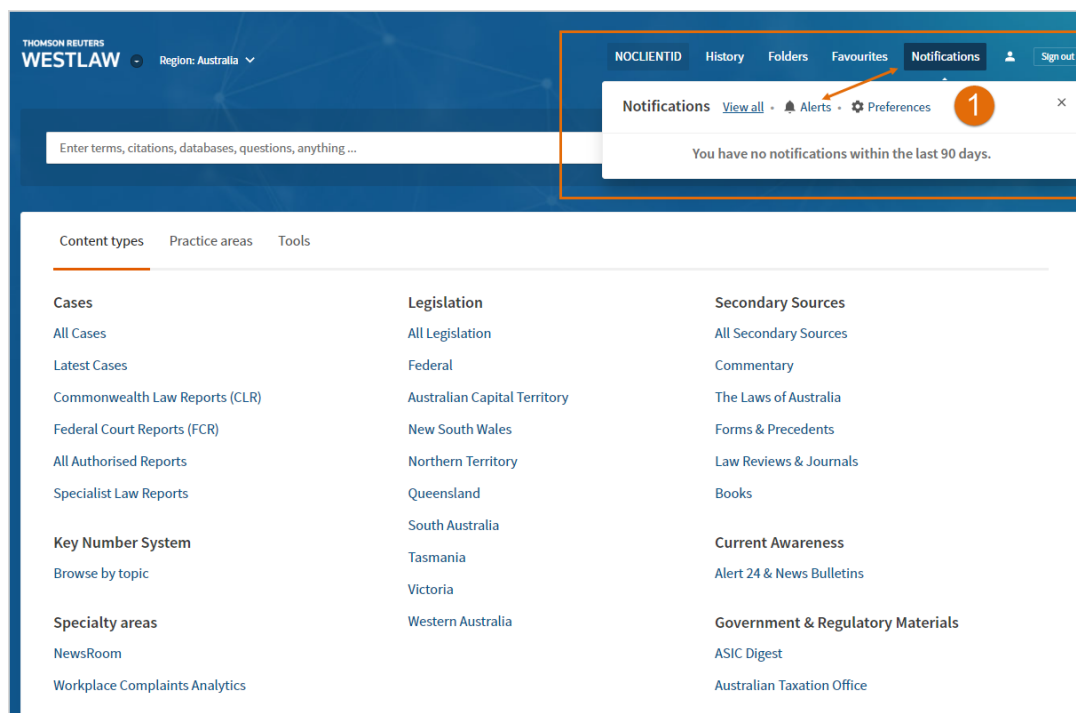 THOMSON REUTERS
WESTLAW
Region: Australia
NOCLIENTID History Folders Favourites Notifications Sign out
Notifications View all • Alerts • Preferences 1 ×
You have no notifications within the last 90 days.
Enter terms, citations, databases, questions, anything ...
Content types Practice areas Tools
Cases
All Cases
Latest Cases
Commonwealth Law Reports (CLR)
Federal Court Reports (FCR)
All Authorised Reports
Specialist Law Reports
Key Number System
Browse by topic
Specialty areas
NewsRoom
Workplace Complaints Analytics
Legislation
All Legislation
Federal
Australian Capital Territory
New South Wales
Northern Territory
Queensland
South Australia
Tasmania
Victoria
Western Australia
Secondary Sources
All Secondary Sources
Commentary
The Laws of Australia
Forms & Precedents
Law Reviews & Journals
Books
Current Awareness
Alert 24 & News Bulletins
Government & Regulatory Materials
ASIC Digest
Australian Taxation Office